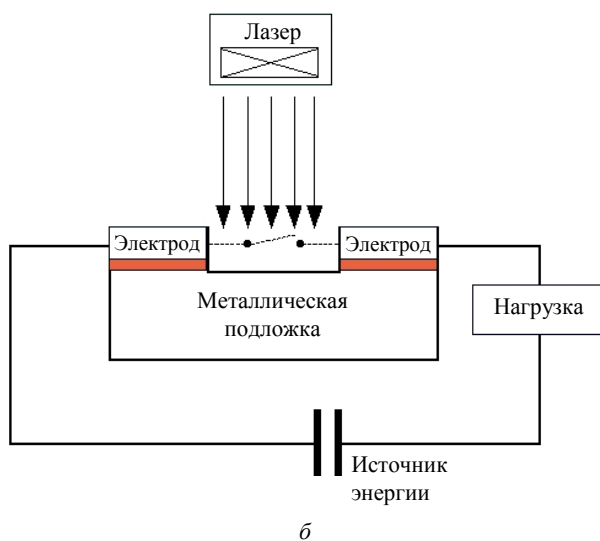 Лазер
Электрод
Электрод
Металлическая
подложка
Нагрузка
Источник
энергии
б